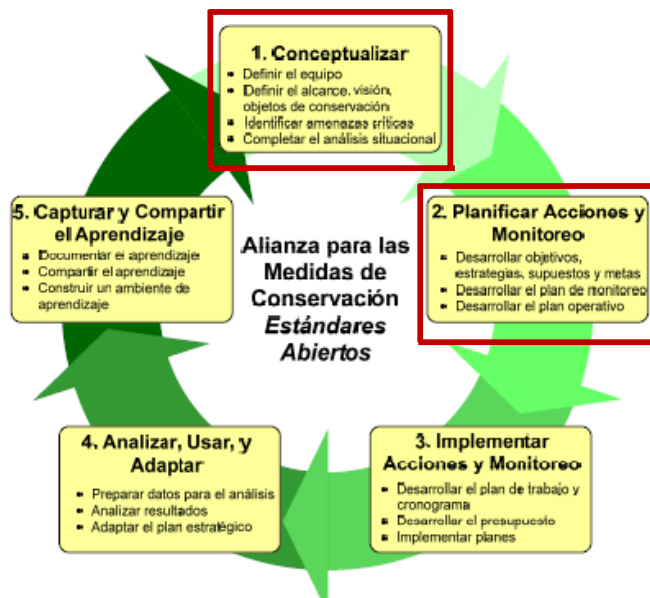 1. Conceptualizar
Definir el equipo
Definir el alcance, visión,
objetos de conservación
Identificar amenazas críticas
Completar el análisis situacional
2. Planificar Acciones y
Monitoreo
Desarrollar objetivos,
estrategias, supuestos y metas
Desarrollar el plan de monitoreo
Desarrollar el plan operativo
3. Implementar
Acciones y Monitoreo
Desarrollar el plan de trabajo y
cronograma
Desarrollar el presupuesto
Implementar planes
4. Analizar, Usar, y
Adaptar
Preparar datos para el análisis
Analizar resultados
Adaptar el plan estratégico
5. Capturar y Compartir
el Aprendizaje
Documentar el aprendizaje
Compartir el aprendizaje
Construir un ambiente de
aprendizaje
Alianza para las
Medidas de
Conservación
Estándares
Abiertos